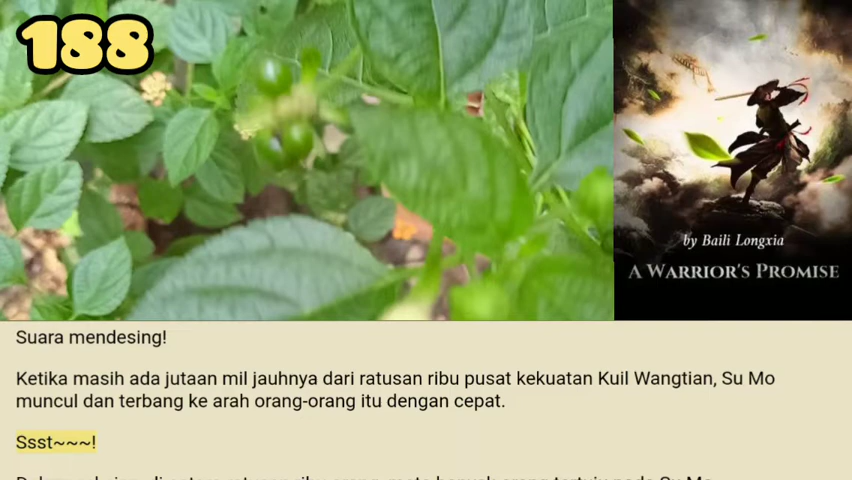 188
by Baili Longxia
A WARRIOR'S PROMISE
Suara mendesing!
Ketika masih ada jutaan mil jauhnya dari ratusan ribu pusat kekuatan Kuil Wangtian, Su Mo
muncul dan terbang ke arah orang-orang itu dengan cepat.
Ssst~~~!